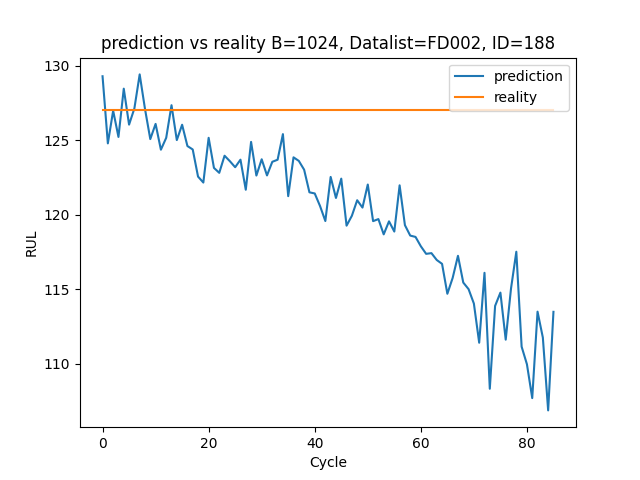 prediction vs reality B=1024, Datalist=FD002, ID=188
prediction
reality
130
125
120
115
110
RUL
0
20
40
60
80
Cycle